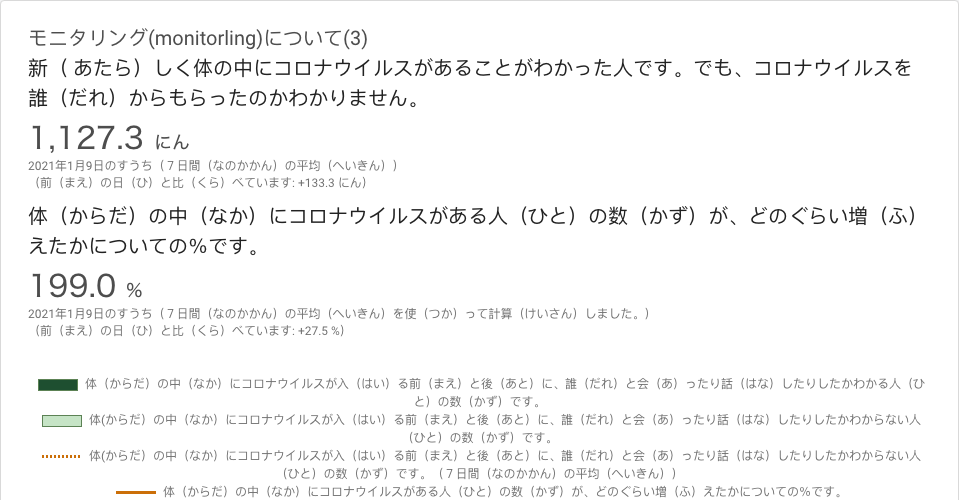 モニタリング(monitorling)について(3)
新（ あたら）しく体の中にコロナウイルスがあることがわかった人です。でも、コロナウイルスを
誰（だれ）からもらったのかわかりません。
1,127.3 にん
2021年1月9日のすうち（７日間（なのかかん）の平均（へいきん））
（前（まえ）の日（ひ）と比（くら）べています: +133.3 にん）
体（からだ）の中（なか）にコロナウイルスがある人（ひと）の数（かず）が、どのぐらい増（ふ）
えたかについての％です。
199.0 %
2021年1月9日のすうち（７日間（なのかかん）の平均（へいきん）を使（つか）って計算（けいさん）しました。）
（前（まえ）の日（ひ）と比（くら）べています: +27.5 %）
体（からだ）の中（なか）にコロナウイルスが入（はい）る前（まえ）と後（あと）に、誰（だれ）と会（あ）ったり話（はな）したりしたかわかる人（ひ
と）の数（かず）です。
体(からだ）の中（なか）にコロナウイルスが入（はい）る前（まえ）と後（あと）に、誰（だれ）と会（あ）ったり話（はな）したりしたかわからない人
（ひと）の数（かず）です。
体(からだ）の中（なか）にコロナウイルスが入（はい）る前（まえ）と後（あと）に、誰（だれ）と会（あ）ったり話（はな）したりしたかわからない人
（ひと）の数（かず）です。（７日間（なのかかん）の平均（へいきん））
体（からだ）の中（なか）にコロナウイルスがある人（ひと）の数（かず）が、どのぐらい増（ふ）えたかについての％です。